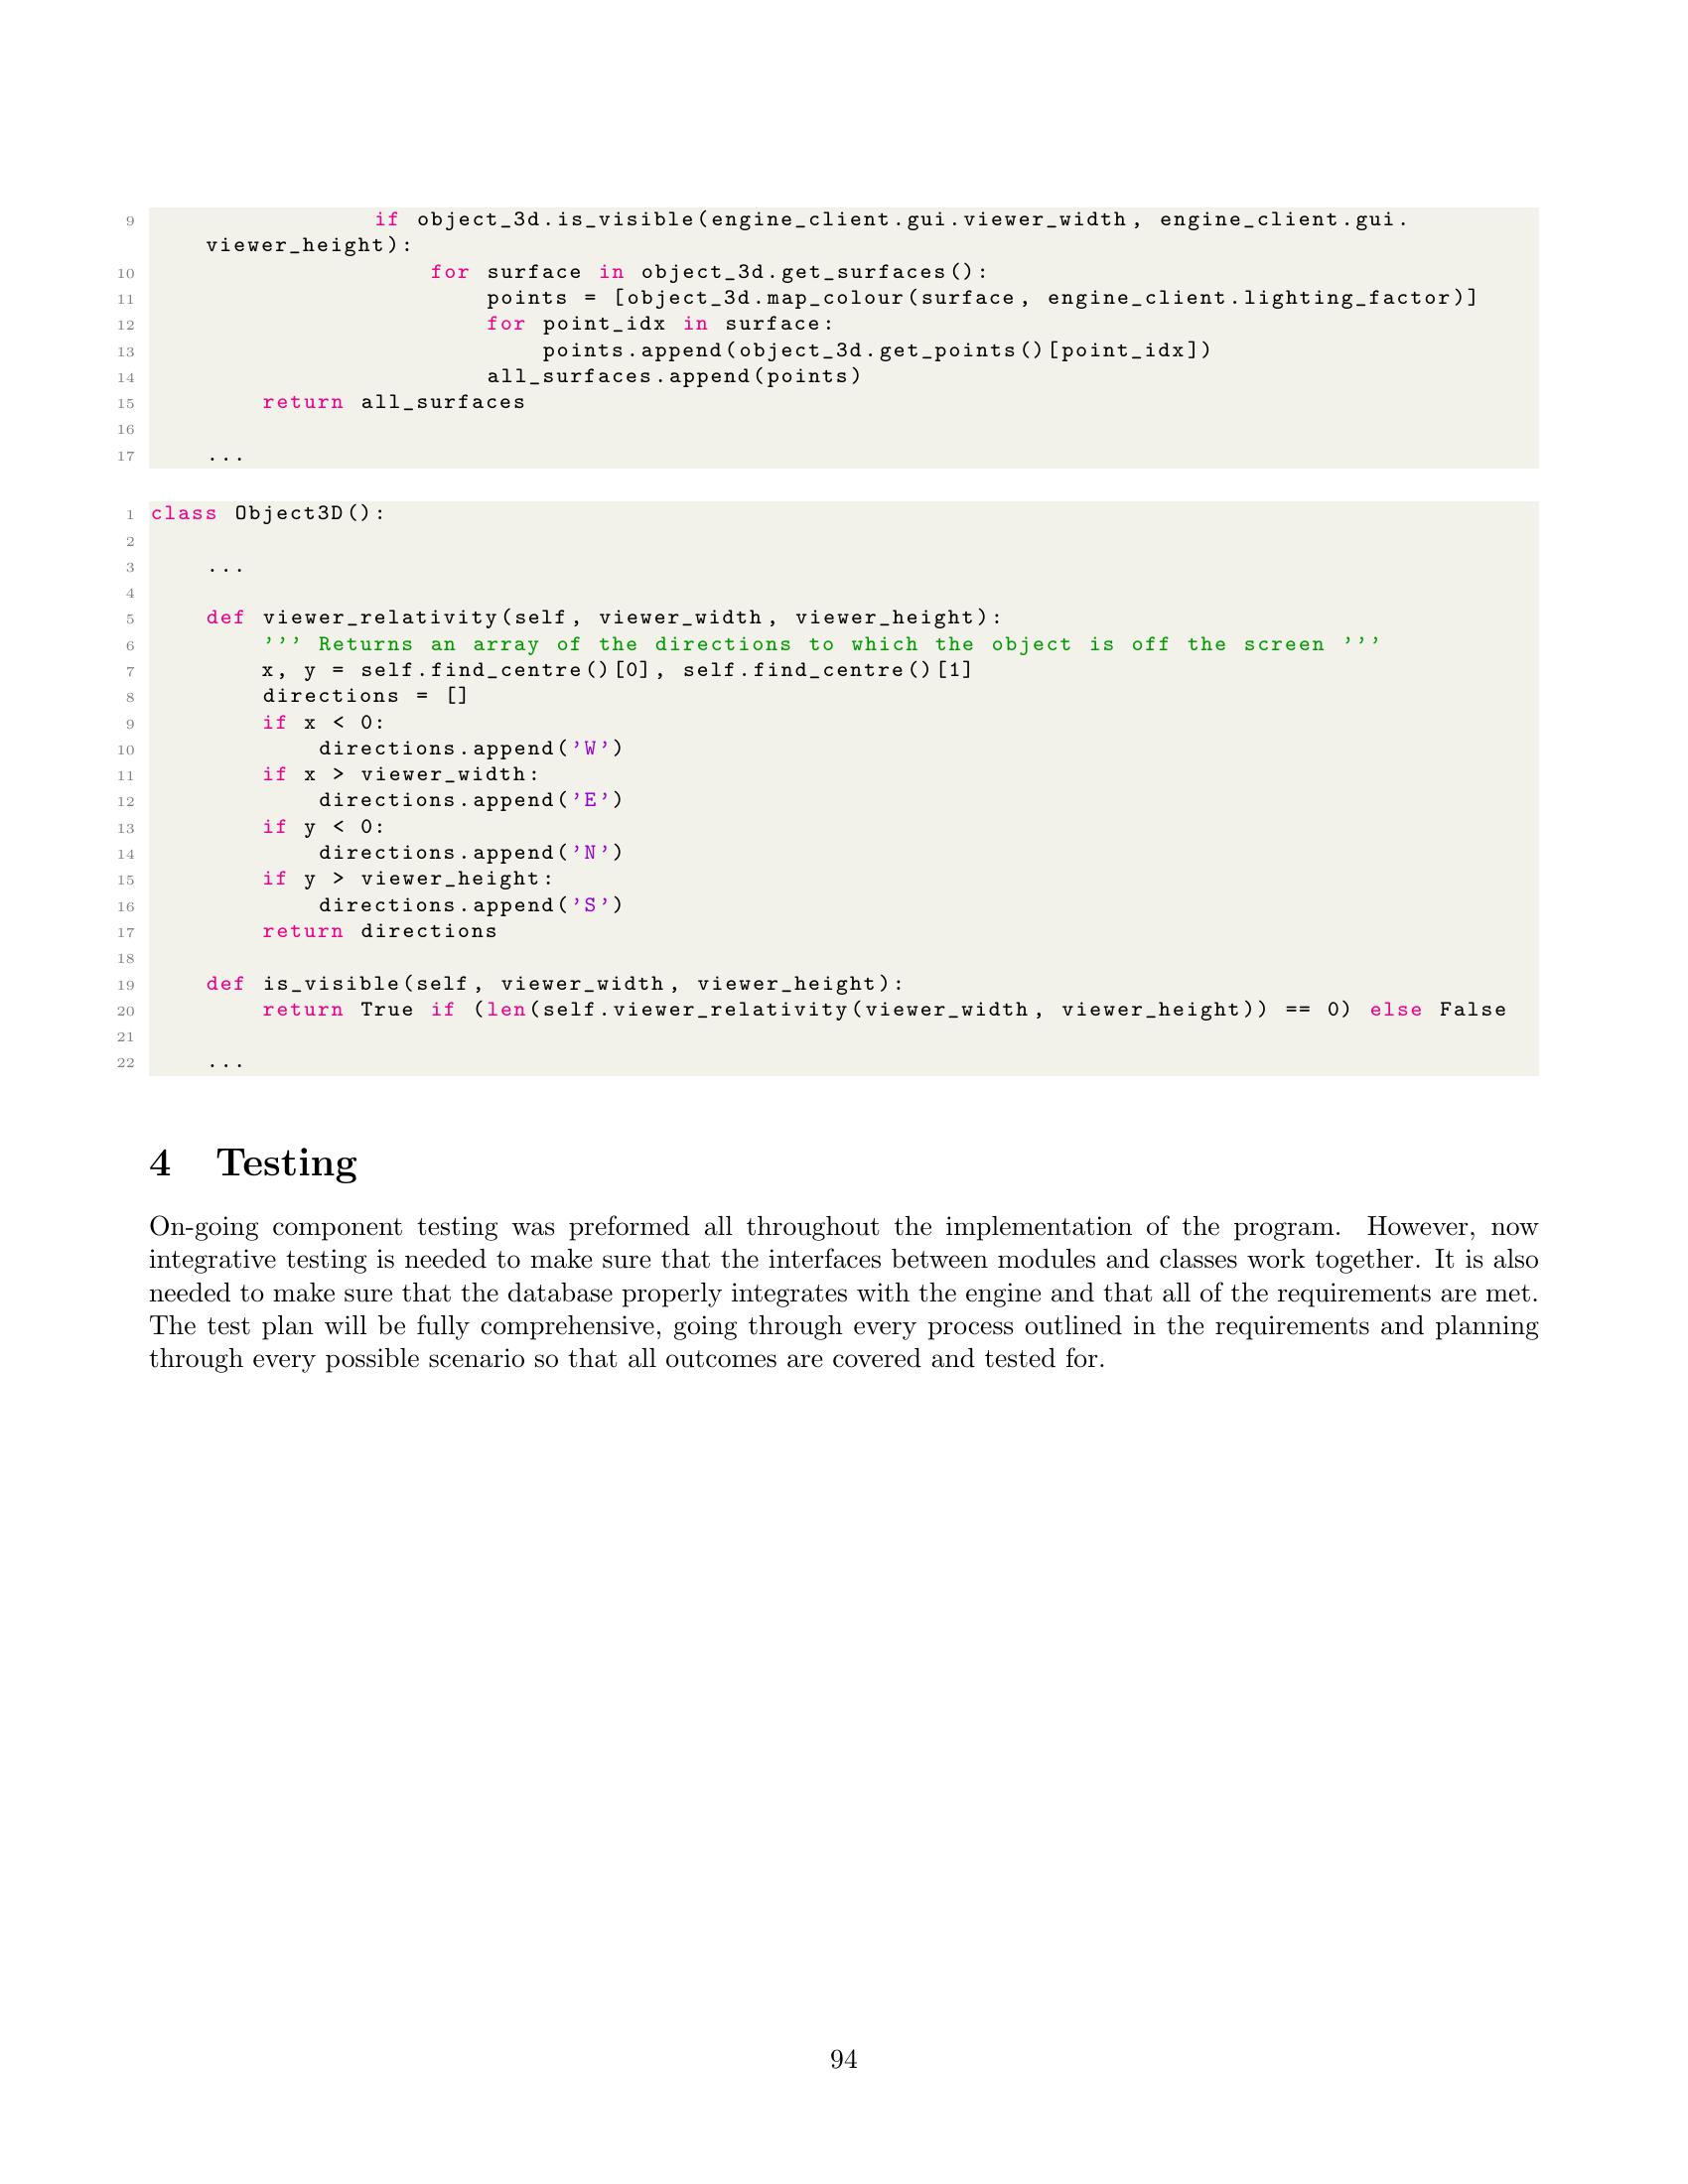 9                 if object_3d.is_visible(engine_client.gui.viewer_width, engine_client.gui.
    viewer_height):
10                     for surface in object_3d.get_surfaces():
11                         points = [object_3d.map_colour(surface, engine_client.lighting_factor)]
12                         for point_idx in surface:
13                             points.append(object_3d.get_points()[point_idx])
14                         all_surfaces.append(points)
15         return all_surfaces
16
17     ...
1 class Object3D():
2
3     ...
4
5     def viewer_relativity(self, viewer_width, viewer_height):
6         ''' Returns an array of the directions to which the object is off the screen '''
7         x, y = self.find_centre()[0], self.find_centre()[1]
8         directions = []
9         if x < 0:
10             directions.append('W')
11         if x > viewer_width:
12             directions.append('E')
13         if y < 0:
14             directions.append('N')
15         if y > viewer_height:
16             directions.append('S')
17         return directions
18
19     def is_visible(self, viewer_width, viewer_height):
20         return True if (len(self.viewer_relativity(viewer_width, viewer_height)) == 0) else False
21
22     ...
4 Testing
On-going component testing was preformed all throughout the implementation of the program. However, now
integrative testing is needed to make sure that the interfaces between modules and classes work together. It is also
needed to make sure that the database properly integrates with the engine and that all of the requirements are met.
The test plan will be fully comprehensive, going through every process outlined in the requirements and planning
through every possible scenario so that all outcomes are covered and tested for.
94